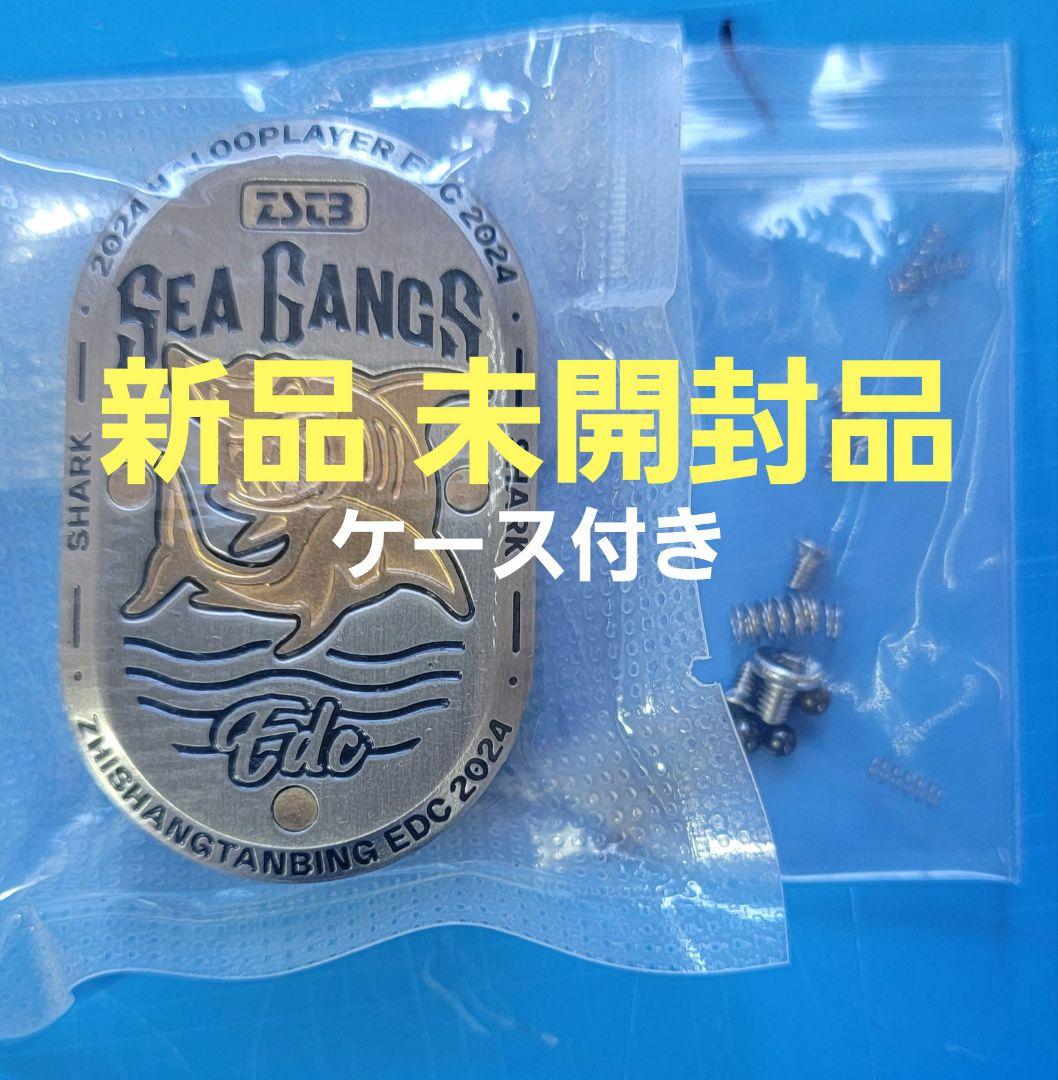 2024 HALOOPLAYER EDC 2024
ZSTB
SEA GANGS
新品 未開封品
SHARK
SHARK
ケース付き
Edc
ZHISHANGTANBING EDC 2024